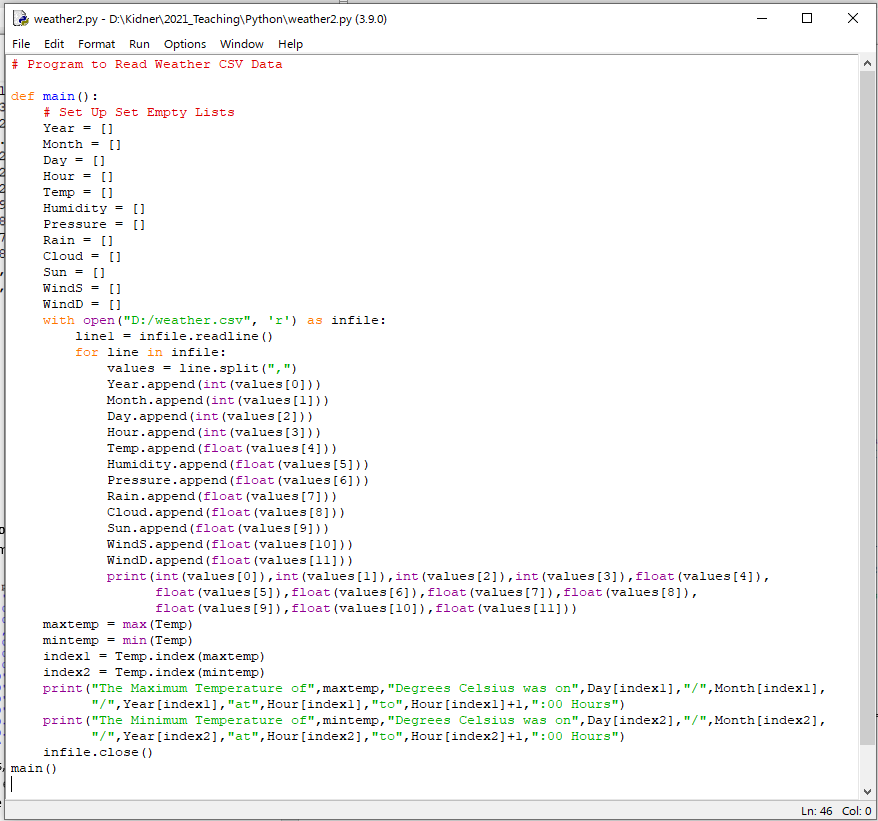 weather2.py - D:\Kidner\2021_Teaching\Python\weather2.py (3.9.0)
File Edit Format Run Options Window Help
# Program to Read Weather CSV Data
def main():
    # Set Up Set Empty Lists
    Year = []
    Month = []
    Day = []
    Hour = []
    Temp = []
    Humidity = []
    Pressure = []
    Rain = []
    Cloud = []
    Sun = []
    WindS = []
    WindD = []
    with open("D:/weather.csv", 'r') as infile:
        line1 = infile.readline()
        for line in infile:
            values = line.split(",")
            Year.append(int(values[0]))
            Month.append(int(values[1]))
            Day.append(int(values[2]))
            Hour.append(int(values[3]))
            Temp.append(float(values[4]))
            Humidity.append(float(values[5]))
            Pressure.append(float(values[6]))
            Rain.append(float(values[7]))
            Cloud.append(float(values[8]))
            Sun.append(float(values[9]))
            WindS.append(float(values[10]))
            WindD.append(float(values[11]))
            print(int(values[0]),int(values[1]),int(values[2]),int(values[3]),float(values[4]),
                  float(values[5]),float(values[6]),float(values[7]),float(values[8]),
                  float(values[9]),float(values[10]),float(values[11]))
    maxtemp = max(Temp)
    mintemp = min(Temp)
    index1 = Temp.index(maxtemp)
    index2 = Temp.index(mintemp)
    print("The Maximum Temperature of",maxtemp,"Degrees Celsius was on",Day[index1],"/",Month[index1],
          "/",Year[index1],"at",Hour[index1],"to",Hour[index1]+1,":00 Hours")
    print("The Minimum Temperature of",mintemp,"Degrees Celsius was on",Day[index2],"/",Month[index2],
          "/",Year[index2],"at",Hour[index2],"to",Hour[index2]+1,":00 Hours")
    infile.close()
main()
Ln: 46 Col: 0